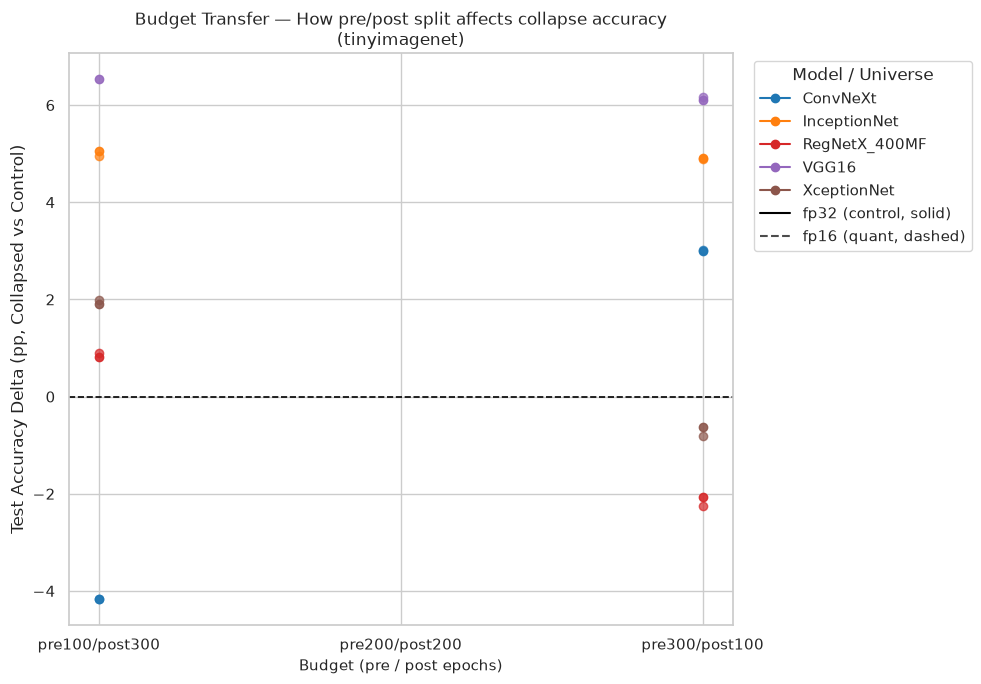 Budget Transfer — How pre/post split affects collapse accuracy
(tinyimagenet)
Test Accuracy Delta (pp, Collapsed vs Control)
6
4
2
0
−2
−4
pre100/post300
pre200/post200
pre300/post100
Budget (pre / post epochs)
Model / Universe
ConvNeXt
InceptionNet
RegNetX_400MF
VGG16
XceptionNet
fp32 (control, solid)
fp16 (quant, dashed)